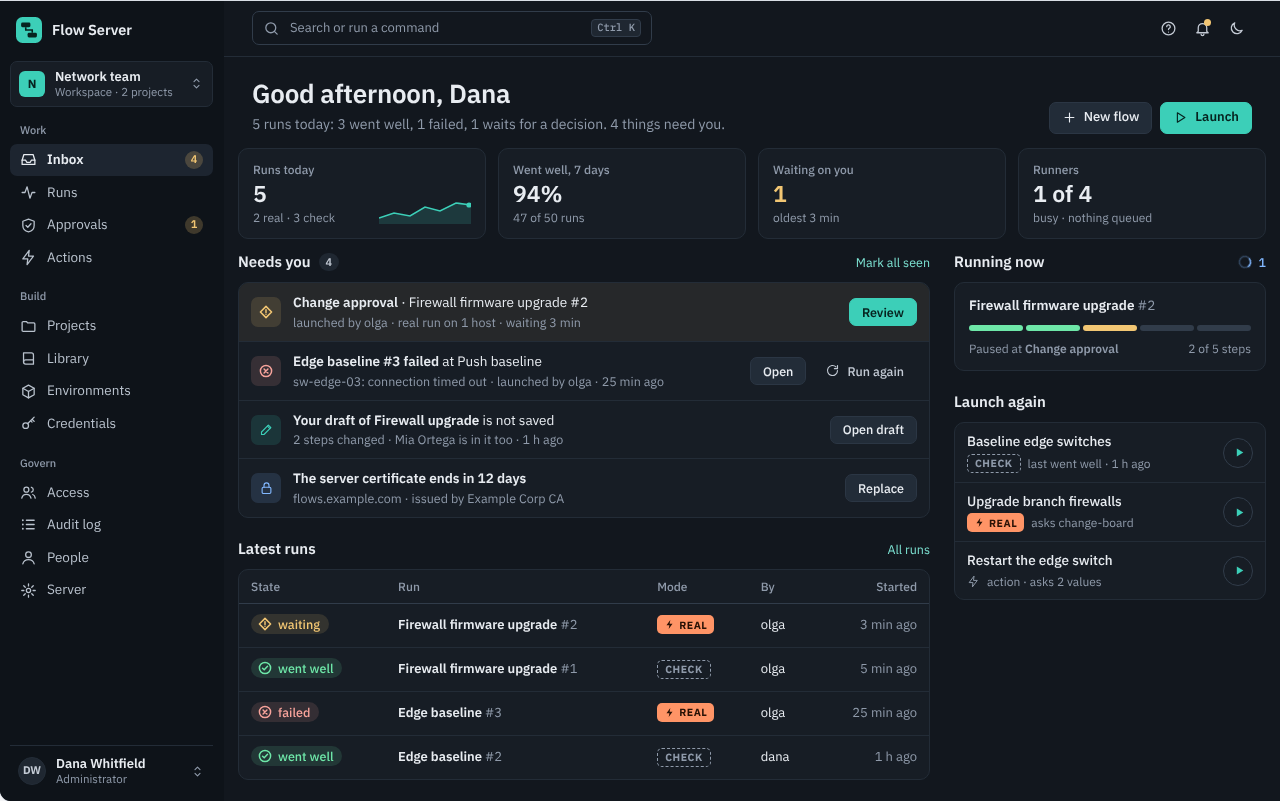 Flow Server
Search or run a command
Ctrl K
N
Network team
Workspace · 2 projects
Work
Inbox 4
Runs
Approvals 1
Actions
Build
Projects
Library
Environments
Credentials
Govern
Access
Audit log
People
Server
DW
Dana Whitfield
Administrator
Good afternoon, Dana
5 runs today: 3 went well, 1 failed, 1 waits for a decision. 4 things need you.
New flow
Launch
Runs today
5
2 real · 3 check
Went well, 7 days
94%
47 of 50 runs
Waiting on you
1
oldest 3 min
Runners
1 of 4
busy · nothing queued
Needs you 4
Mark all seen
Change approval · Firewall firmware upgrade #2
launched by olga · real run on 1 host · waiting 3 min
Review
Edge baseline #3 failed at Push baseline
sw-edge-03: connection timed out · launched by olga · 25 min ago
Open
Run again
Your draft of Firewall upgrade is not saved
2 steps changed · Mia Ortega is in it too · 1 h ago
Open draft
The server certificate ends in 12 days
flows.example.com · issued by Example Corp CA
Replace
Latest runs
All runs
State Run Mode By Started
waiting Firewall firmware upgrade #2 REAL olga 3 min ago
went well Firewall firmware upgrade #1 CHECK olga 5 min ago
failed Edge baseline #3 REAL olga 25 min ago
went well Edge baseline #2 CHECK dana 1 h ago
Running now
1
Firewall firmware upgrade #2
Paused at Change approval 2 of 5 steps
Launch again
Baseline edge switches
CHECK last went well · 1 h ago
Upgrade branch firewalls
REAL asks change-board
Restart the edge switch
action · asks 2 values